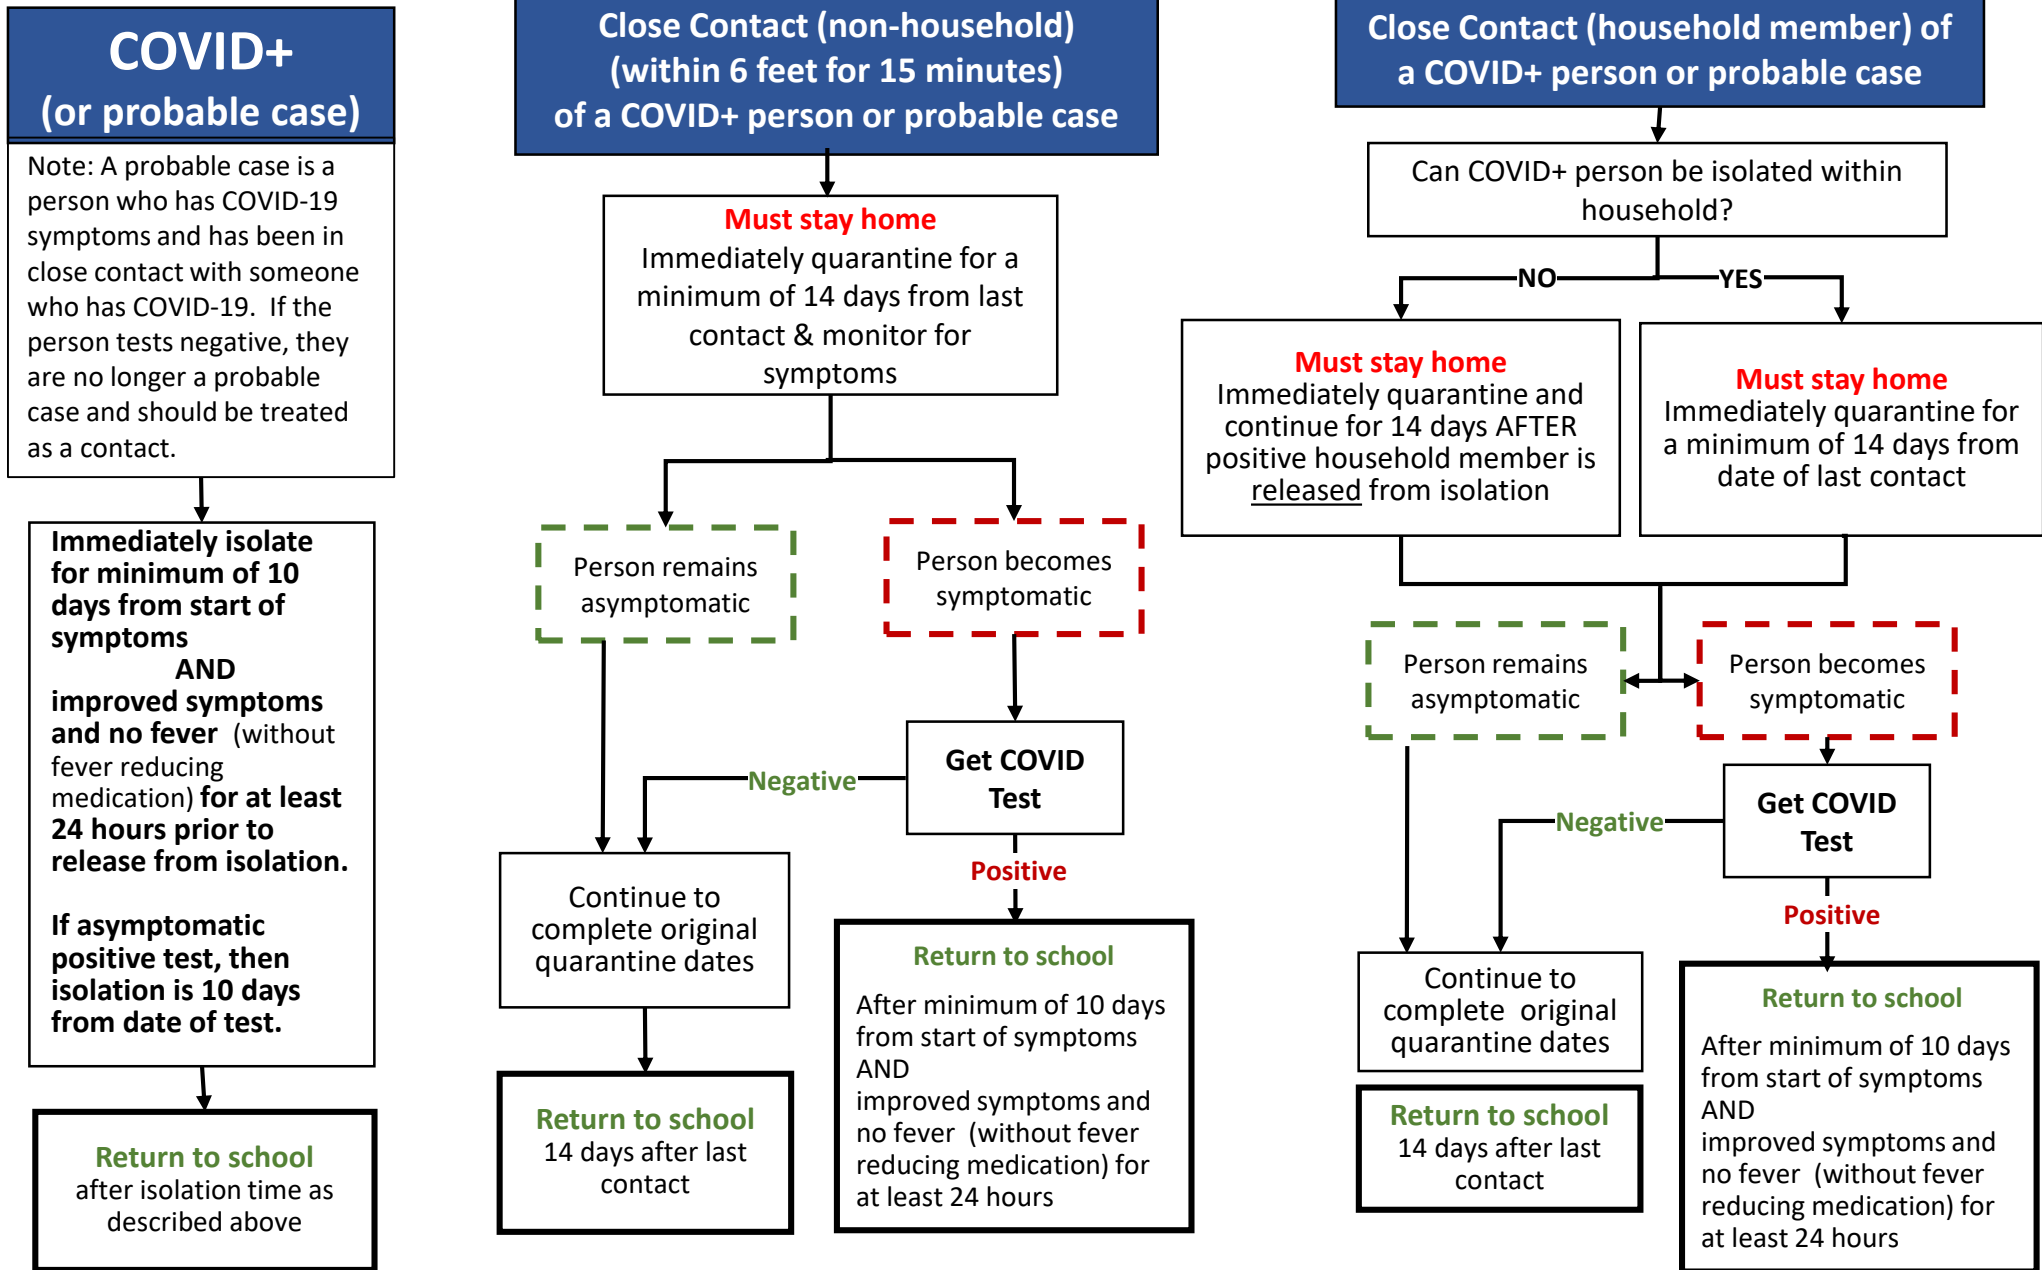 COVID+
(or probable case)
Note: A probable case is a
person who has COVID-19
symptoms and has been in
close contact with someone
who has COVID-19.  If the
person tests negative, they
are no longer a probable
case and should be treated
as a contact.
Immediately isolate
for minimum of 10
days from start of
symptoms
AND
improved symptoms
and no fever  (without
fever reducing
medication) for at least
24 hours prior to
release from isolation.
If asymptomatic
positive test, then
isolation is 10 days
from date of test.
Return to school
after isolation time as
described above
Close Contact (non-household)
(within 6 feet for 15 minutes)
of a COVID+ person or probable case
Must stay home
Immediately quarantine for a
minimum of 14 days from last
contact & monitor for
symptoms
Person remains
asymptomatic
Person becomes
symptomatic
Get COVID
Test
Negative
Positive
Continue to
complete original
quarantine dates
Return to school
14 days after last
contact
Return to school
After minimum of 10 days
from start of symptoms
AND
improved symptoms and
no fever  (without fever
reducing medication) for
at least 24 hours
Close Contact (household member) of
a COVID+ person or probable case
Can COVID+ person be isolated within
household?
NO
YES
Must stay home
Immediately quarantine and
continue for 14 days AFTER
positive household member is
released from isolation
Must stay home
Immediately quarantine for
a minimum of 14 days from
date of last contact
Person remains
asymptomatic
Person becomes
symptomatic
Get COVID
Test
Negative
Positive
Continue to
complete  original
quarantine dates
Return to school
14 days after last
contact
Return to school
After minimum of 10 days
from start of symptoms
AND
improved symptoms and
no fever  (without fever
reducing medication) for
at least 24 hours